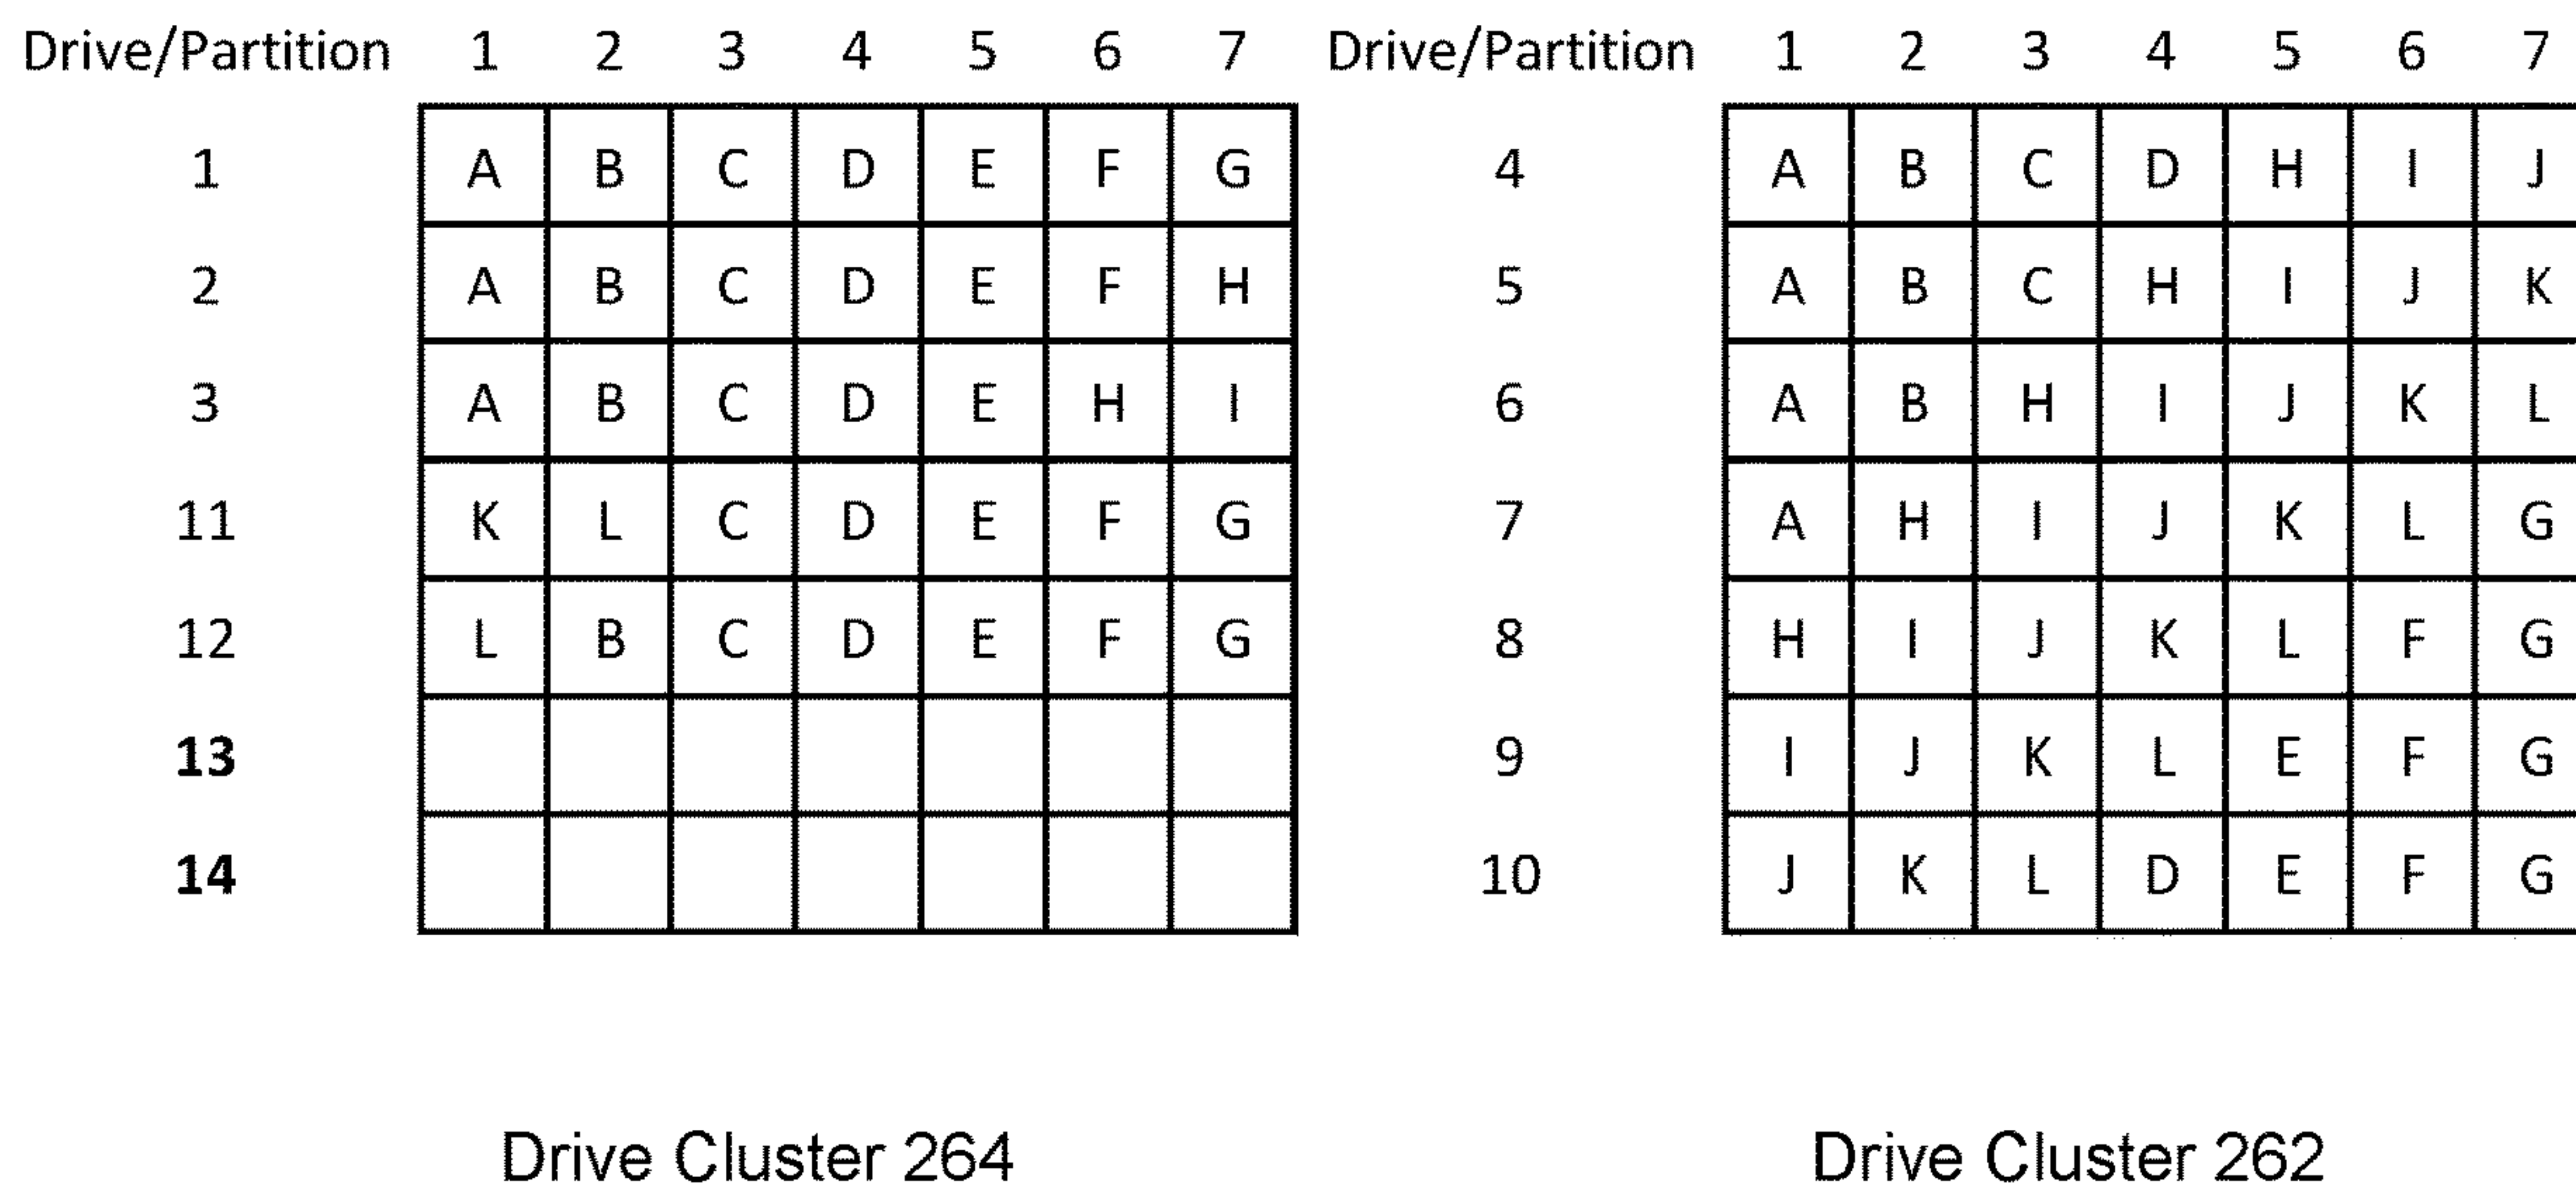 Drive/Partition 1 2 3 4 5 6 7 Drive/Partition 1 2 3 4 5 6 7
1 A B C D E F G 4 A B C D H I J
2 A B C D E F H 5 A B C H I J K
3 A B C D E H I 6 A B H I J K L
11 K L C D E F G 7 A H I J K L G
12 L B C D E F G 8 H I J K L F G
13 9 I J K L E F G
14 10 J K L D E F G
Drive Cluster 264 Drive Cluster 262